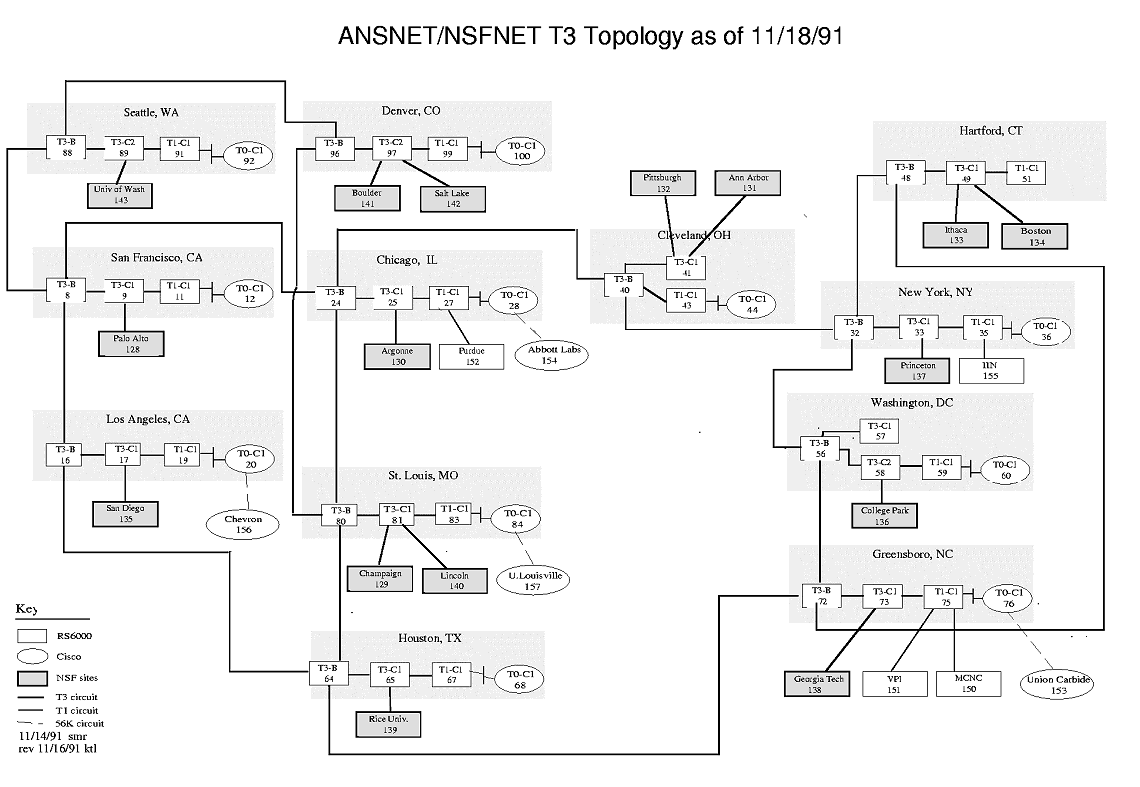 ANSNET/NSFNET T3 Topology as of 11/18/91
Seattle, WA
T3-B
88
T3-C2
89
T1-C1
91
T0-C1
92
Univ of Wash
143
Denver, CO
T3-B
96
T3-C2
97
T1-C1
99
T0-C1
100
Boulder
141
Salt Lake
142
Hartford, CT
T3-B
48
T3-C1
49
T1-C1
51
Ithaca
133
Boston
134
Pittsburgh
132
Ann Arbor
131
Cleveland, OH
T3-C1
41
T3-B
40
T1-C1
43
T0-C1
44
San Francisco, CA
T3-B
8
T3-C1
9
T1-C1
11
T0-C1
12
Palo Alto
128
Chicago, IL
T3-B
24
T3-C1
25
T1-C1
27
T0-C1
28
Argonne
130
Purdue
152
Abbott Labs
154
New York, NY
T3-B
32
T3-C1
33
T1-C1
35
T0-C1
36
Princeton
137
155
Washington, DC
T3-C1
57
T3-B
56
T3-C2
58
T1-C1
59
T0-C1
60
College Park
136
Los Angeles, CA
T3-B
16
T3-C1
17
T1-C1
19
T0-C1
20
San Diego
135
Chevron
156
St. Louis, MO
T3-B
80
T3-C1
81
T1-C1
83
T0-C1
84
Champaign
129
Lincoln
140
U.Louisville
157
Greensboro, NC
T3-B
72
T3-C1
73
T1-C1
75
T0-C1
76
Georgia Tech
138
VPI
151
MCNC
150
Union Carbide
153
Houston, TX
T3-B
64
T3-C1
65
T1-C1
67
T0-C1
68
Rice Univ.
139
Key
RS6000
Cisco
NSF sites
T3 circuit
T1 circuit
56K circuit
11/14/91 smr
rev 11/16/91 ktl